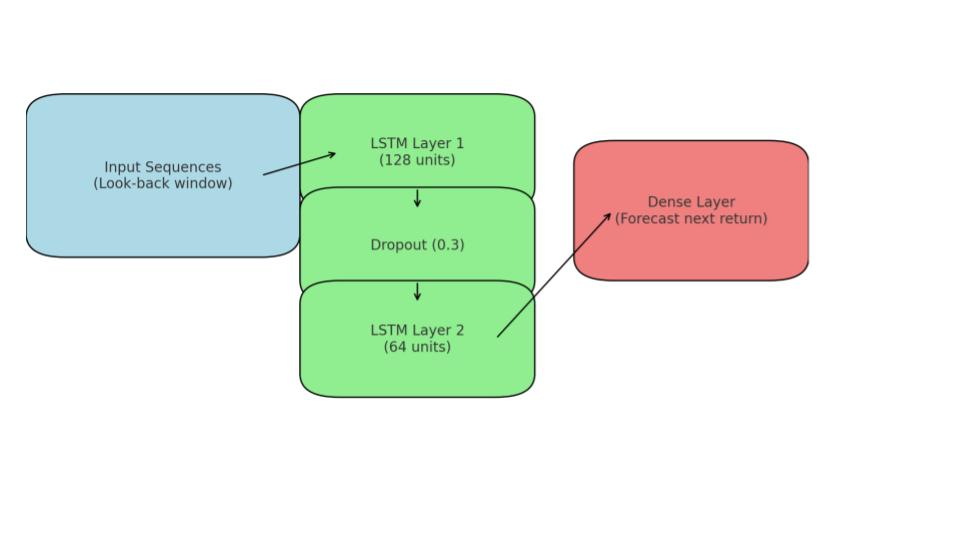 Input Sequences
(Look-back window)
LSTM Layer 1
(128 units)
Dropout (0.3)
LSTM Layer 2
(64 units)
Dense Layer
(Forecast next return)